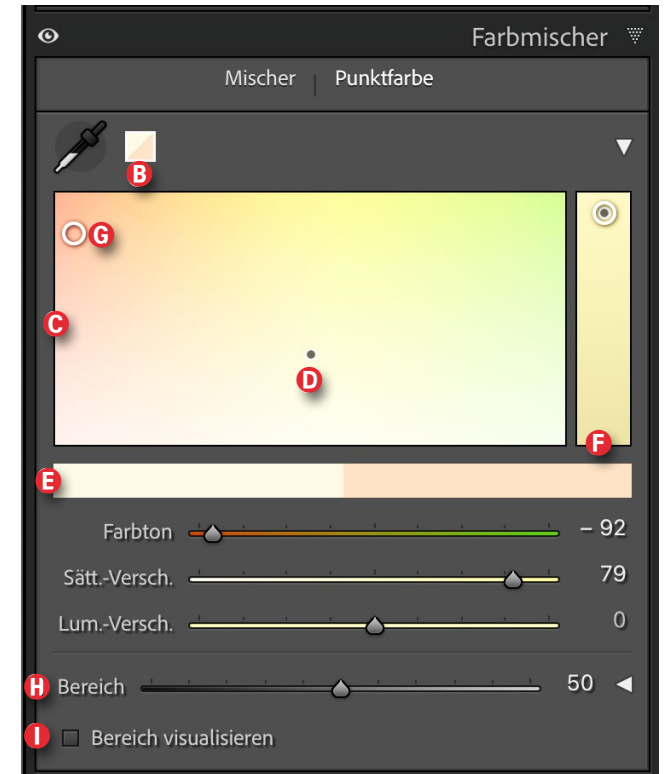 Farbmischer
Mischer | Punktfarbe
B
G
C
D
F
E
Farbton – 92
Sätt.-Versch. 79
Lum.-Versch. 0
H Bereich 50
I Bereich visualisieren